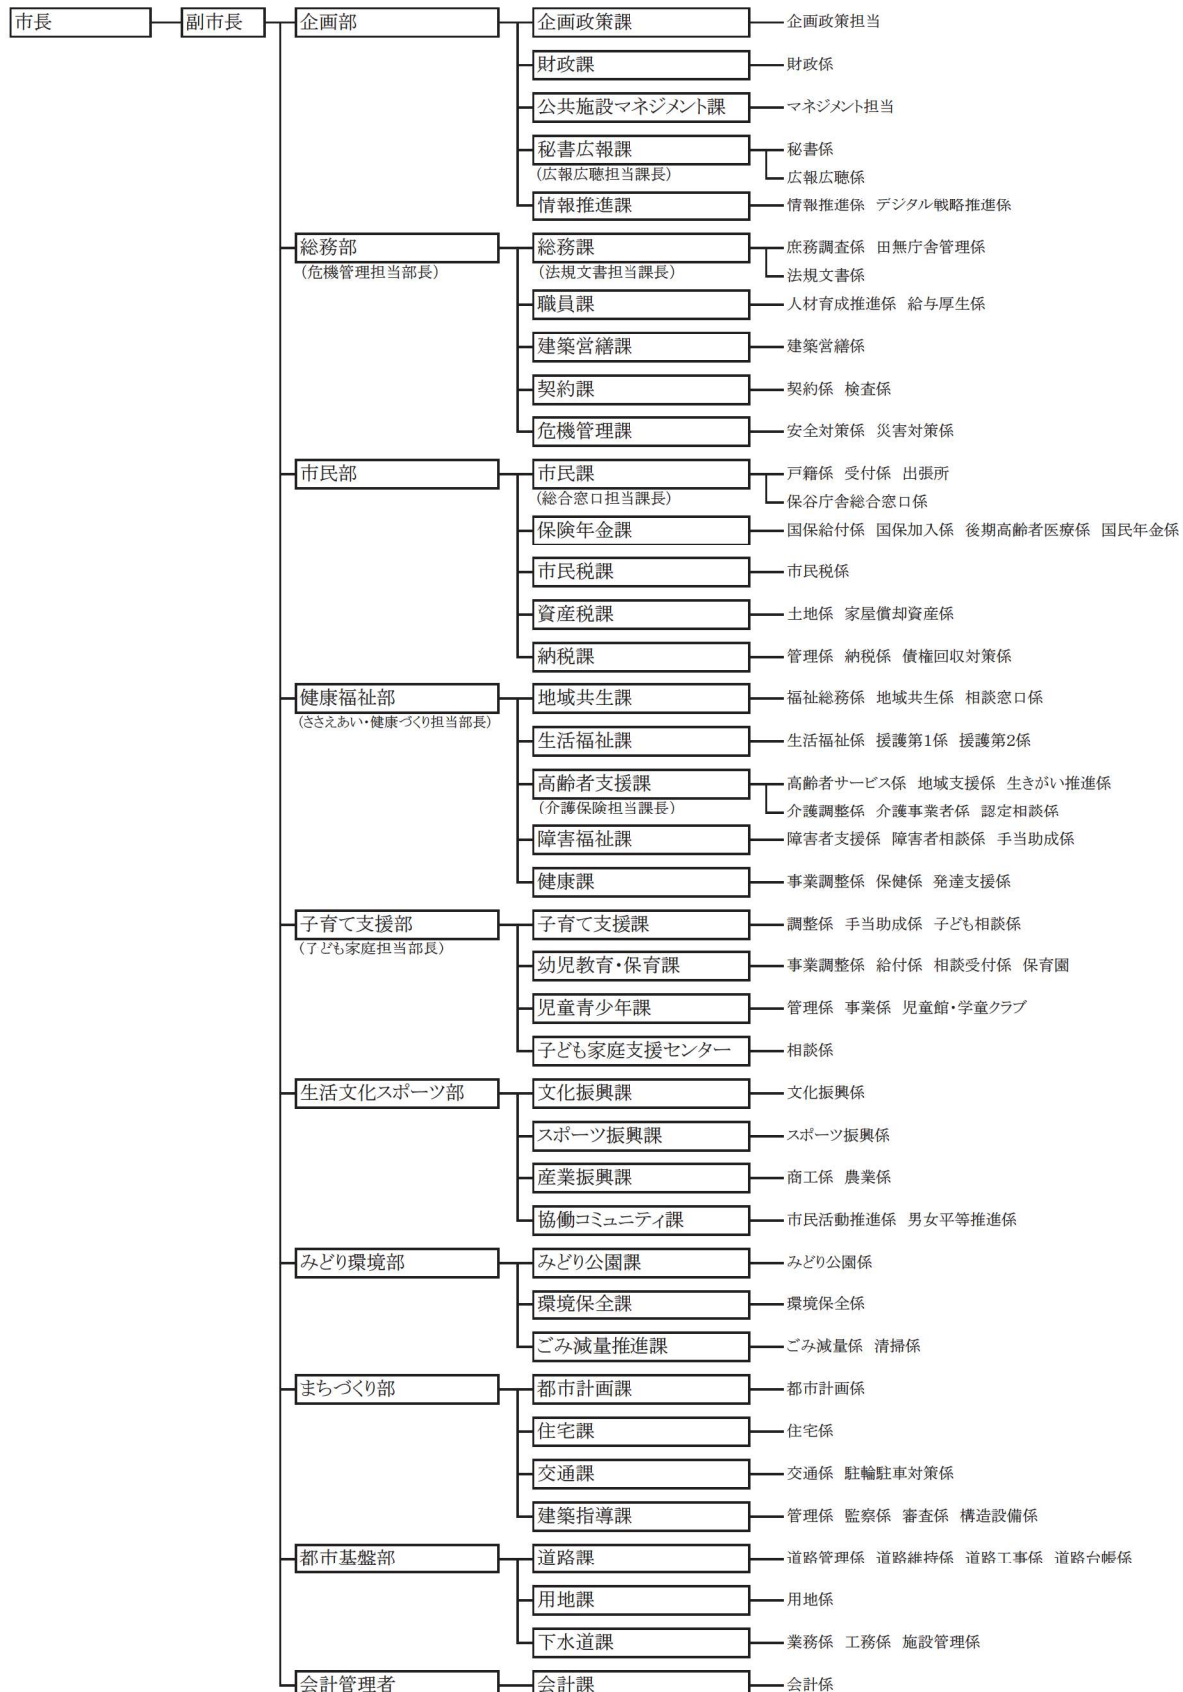 市長 副市長 企画部 企画政策課 企画政策担当
財政課 財政係
公共施設マネジメント課 マネジメント担当
秘書広報課 秘書係
(広報広聴担当課長) 広報広聴係
情報推進課 情報推進係 デジタル戦略推進係
総務部 総務課 庶務調査係 田無庁舎管理係
(危機管理担当部長) (法規文書担当課長) 法規文書係
職員課 人材育成推進係 給与厚生係
建築営繕課 建築営繕係
契約課 契約係 検査係
危機管理課 安全対策係 災害対策係
市民部 市民課 戸籍係 受付係 出張所
(総合窓口担当課長) 保谷庁舎総合窓口係
保険年金課 国保給付係 国保加入係 後期高齢者医療係 国民年金係
市民税課 市民税係
資産税課 土地係 家屋償却資産係
納税課 管理係 納税係 債権回収対策係
健康福祉部 地域共生課 福祉総務係 地域共生係 相談窓口係
(ささえあい・健康づくり担当部長)
生活福祉課 生活福祉係 援護第1係 援護第2係
高齢者支援課 高齢者サービス係 地域支援係 生きがい推進係
(介護保険担当課長) 介護調整係 介護事業者係 認定相談係
障害福祉課 障害者支援係 障害者相談係 手当助成係
健康課 事業調整係 保健係 発達支援係
子育て支援部 子育て支援課 調整係 手当助成係 子ども相談係
(子ども家庭担当部長)
幼児教育・保育課 事業調整係 給付係 相談受付係 保育園
児童青少年課 管理係 事業係 児童館・学童クラブ
子ども家庭支援センター 相談係
生活文化スポーツ部 文化振興課 文化振興係
スポーツ振興課 スポーツ振興係
産業振興課 商工係 農業係
協働コミュニティ課 市民活動推進係 男女平等推進係
みどり環境部 みどり公園課 みどり公園係
環境保全課 環境保全係
ごみ減量推進課 ごみ減量係 清掃係
まちづくり部 都市計画課 都市計画係
住宅課 住宅係
交通課 交通係 駐輪駐車対策係
建築指導課 管理係 監察係 審査係 構造設備係
都市基盤部 道路課 道路管理係 道路維持係 道路工事係 道路台帳係
用地課 用地係
下水道課 業務係 工務係 施設管理係
会計管理者 会計課 会計係